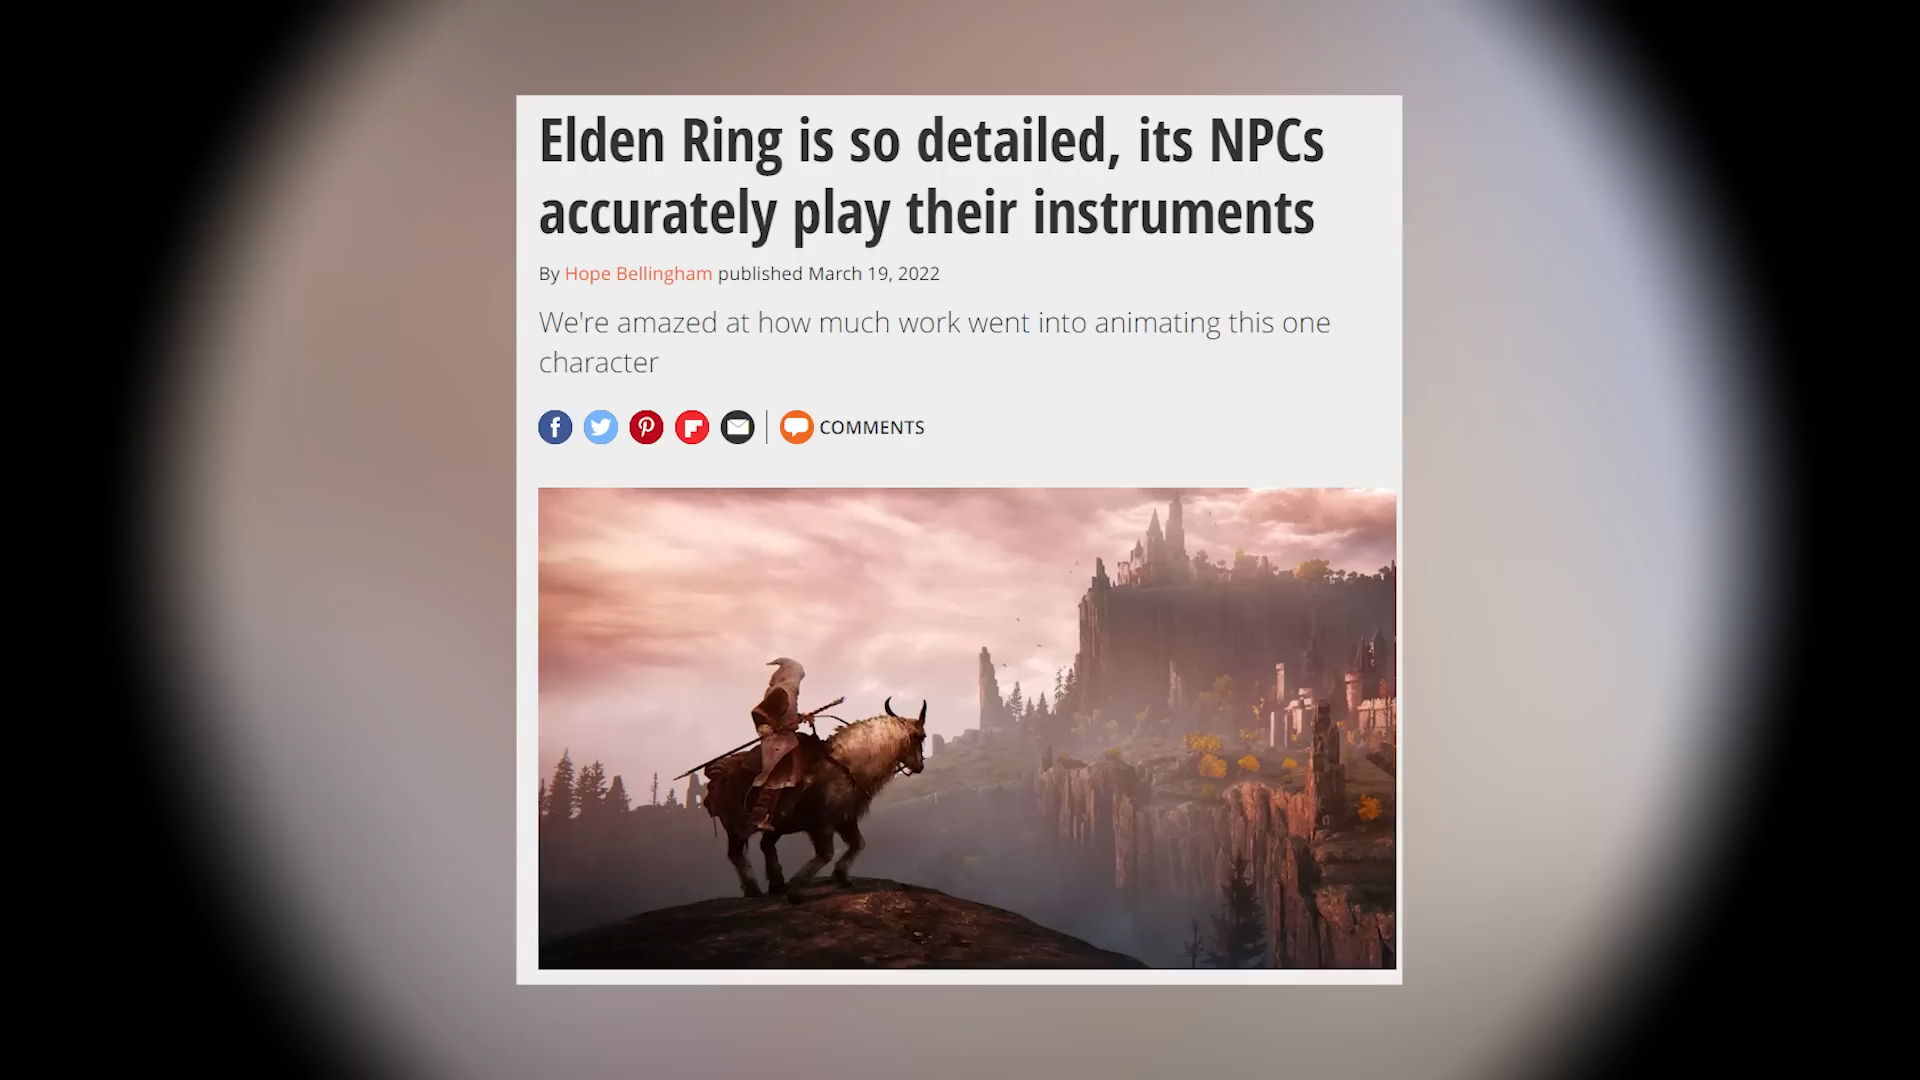 Elden Ring is so detailed, its NPCs
accurately play their instruments
By Hope Bellingham published March 19, 2022
We're amazed at how much work went into animating this one
character
COMMENTS